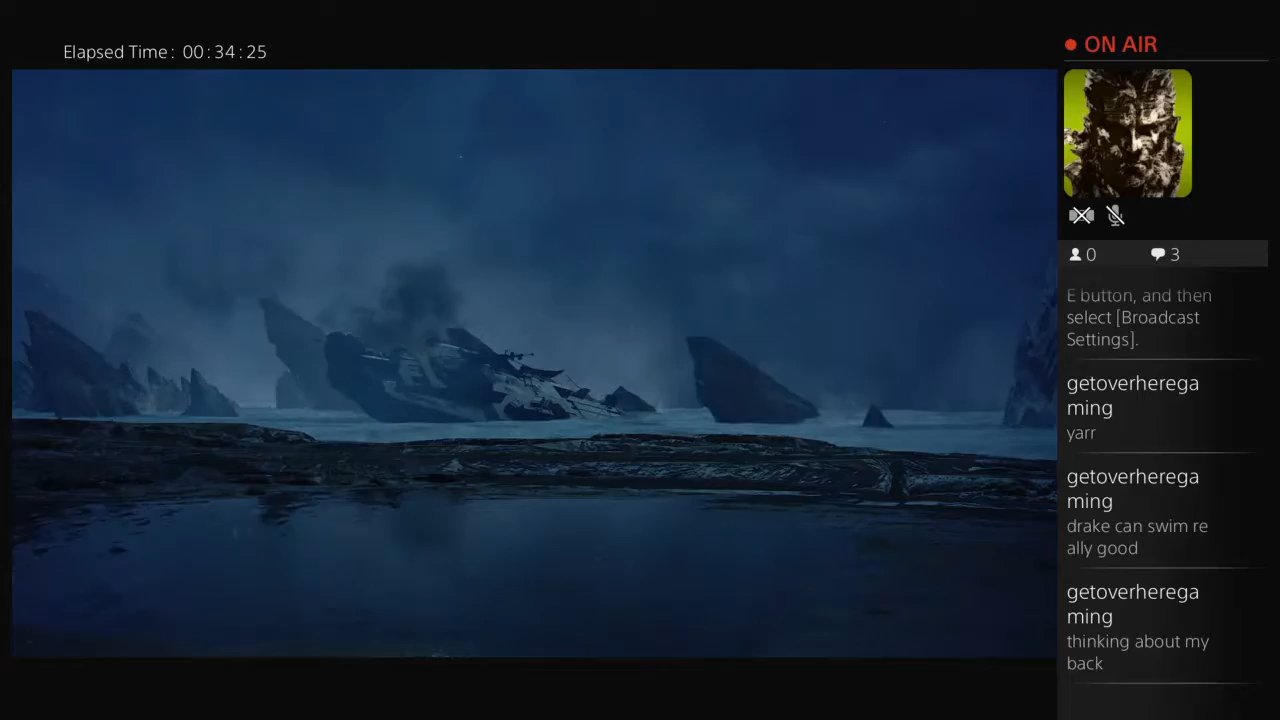 Elapsed Time: 00:34:25
ON AIR
0
3
E button, and then
select [Broadcast
Settings].
getoverherega
ming
yarr
getoverherega
ming
drake can swim re
ally good
getoverherega
ming
thinking about my
back